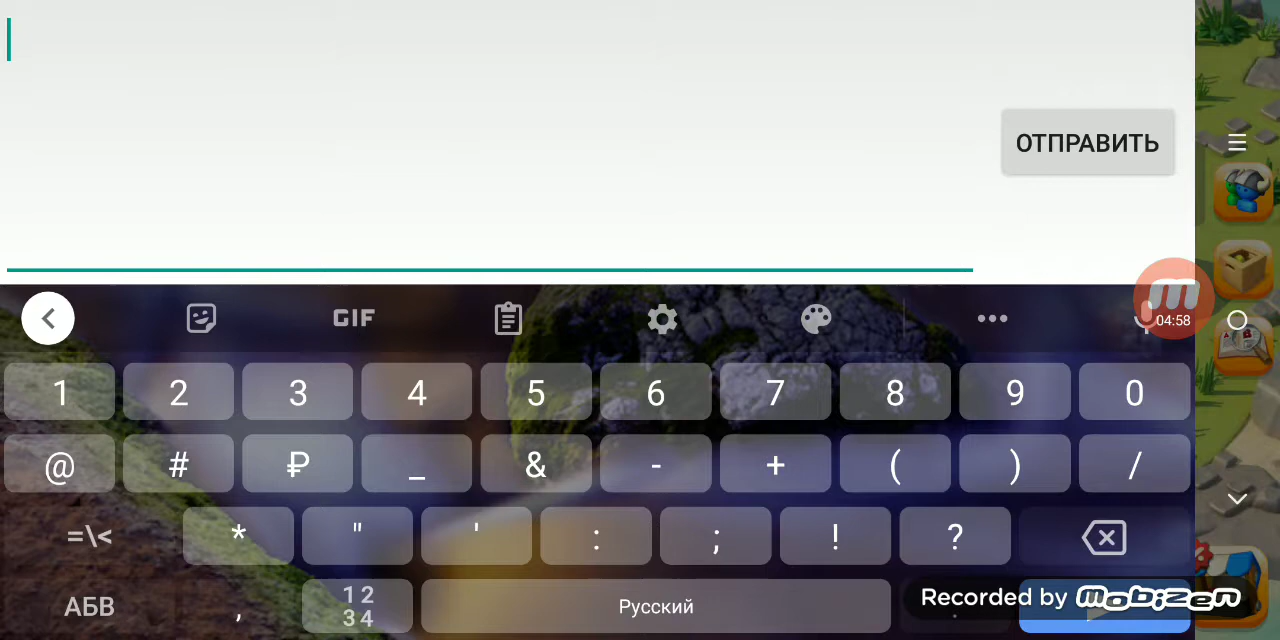 ОТПРАВИТЬ
GIF
04:58
1 2 3 4 5 6 7 8 9 0
@ # ₽ _ & - + ( ) /
=\< * " ' : ; ! ?
АБВ , 1 2 3 4 Русский .
Recorded by mobizen